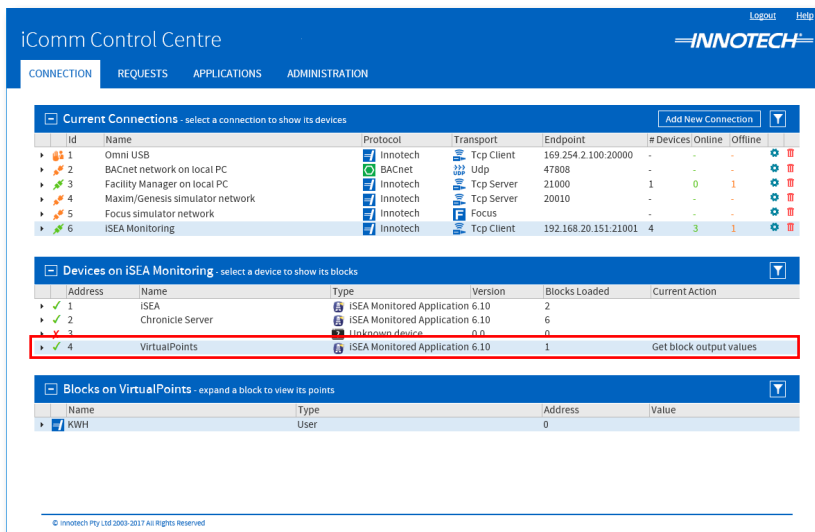 Logout Help
iComm Control Centre
INNOTECH
CONNECTION REQUESTS APPLICATIONS ADMINISTRATION
Current Connections - select a connection to show its devices Add New Connection
Id Name Protocol Transport Endpoint # Devices Online Offline
1 Omni USB Innotech Tcp Client 169.254.2.100:20000 - - -
2 BACnet network on local PC BACnet UDP Udp 47808 - - -
3 Facility Manager on local PC Innotech Tcp Server 21000 1 0 1
4 Maxim/Genesis simulator network Innotech Tcp Server 20010 - - -
5 Focus simulator network Innotech F Focus - - -
6 iSEA Monitoring Innotech Tcp Client 192.168.20.151:21001 4 3 1
Devices on iSEA Monitoring - select a device to show its blocks
Address Name Type Version Blocks Loaded Current Action
1 iSEA iSEA Monitored Application 6.10 2
2 Chronicle Server iSEA Monitored Application 6.10 6
3 ? Unknown device 0.0 0
4 VirtualPoints iSEA Monitored Application 6.10 1 Get block output values
Blocks on VirtualPoints - expand a block to view its points
Name Type Address Value
KWH User 0
© Innotech Pty Ltd 2003-2017 All Rights Reserved